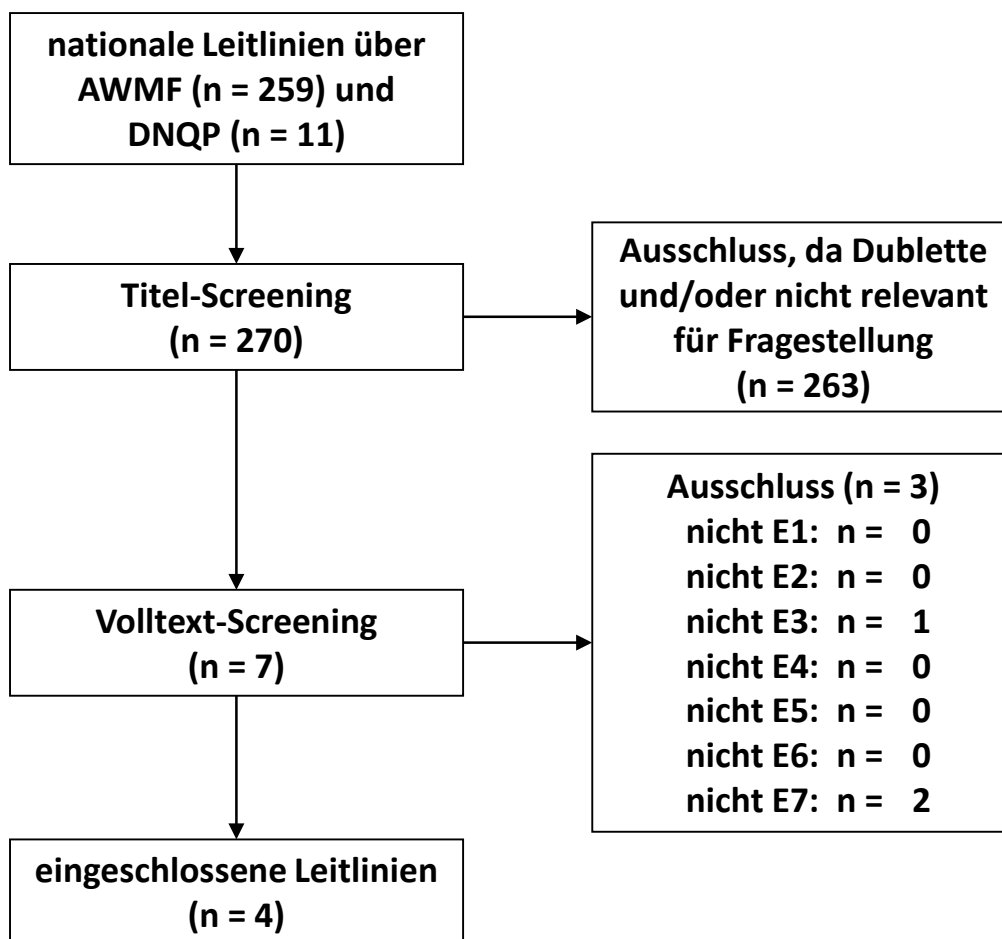 nationale Leitlinien über
AWMF (n = 259) und
DNQP (n = 11)
Titel-Screening
(n = 270)
Ausschluss, da Dublette
und/oder nicht relevant
für Fragestellung
(n = 263)
Volltext-Screening
(n = 7)
Ausschluss (n = 3)
nicht E1: n = 0
nicht E2: n = 0
nicht E3: n = 1
nicht E4: n = 0
nicht E5: n = 0
nicht E6: n = 0
nicht E7: n = 2
eingeschlossene Leitlinien
(n = 4)